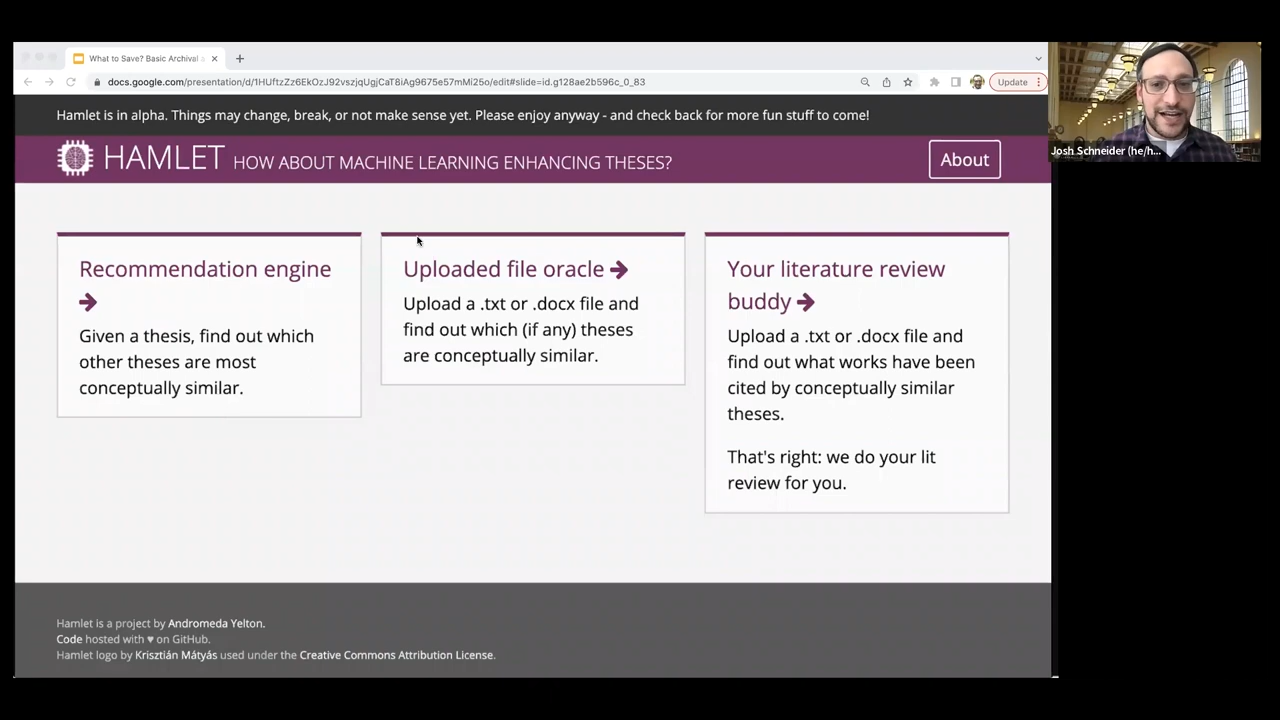 What to Save? Basic Archival a
docs.google.com/presentation/d/1HUftzZz6EkOzJ92vszjqUgjCaT8iAg9675e57mMi25o/edit#slide=id.g128ae2b596c_0_83
Update
Hamlet is in alpha. Things may change, break, or not make sense yet. Please enjoy anyway - and check back for more fun stuff to come!
HAMLET HOW ABOUT MACHINE LEARNING ENHANCING THESES?
About
Josh Schneider (he/h...
Recommendation engine
Given a thesis, find out which
other theses are most
conceptually similar.
Uploaded file oracle
Upload a .txt or .docx file and
find out which (if any) theses
are conceptually similar.
Your literature review
buddy
Upload a .txt or .docx file and
find out what works have been
cited by conceptually similar
theses.
That's right: we do your lit
review for you.
Hamlet is a project by Andromeda Yelton.
Code hosted with ♥ on GitHub.
Hamlet logo by Krisztián Mátyás used under the Creative Commons Attribution License.